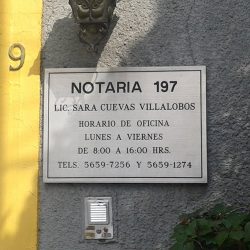 9
NOTARIA 197
LIC. SARA CUEVAS VILLALOBOS
HORARIO DE OFICINA
LUNES A VIERNES
DE 8:00 A 16:00 HRS.
TELS. 5659-7256 Y 5659-1274